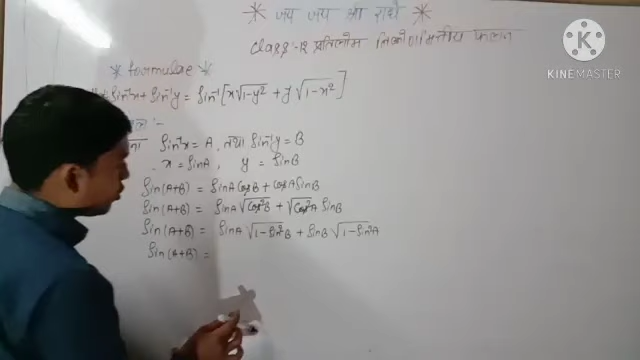 * जय जय श्री राधे *
Class:-12 प्रतिलोम त्रिकोणमितीय फलन
* formulae *
Sin⁻¹x + Sin⁻¹y = Sin⁻¹[x√1-y² + y√1-x²]
Sin⁻¹x = A, तथा Sin⁻¹y = B
x = SinA, y = SinB
Sin(A+B) = SinA CosB + CosA SinB
Sin(A+B) = SinA √Cos²B + √Cos²A SinB
Sin(A+B) = SinA √1-Sin²B + SinB √1-Sin²A
Sin(A+B) =
KINEMASTER